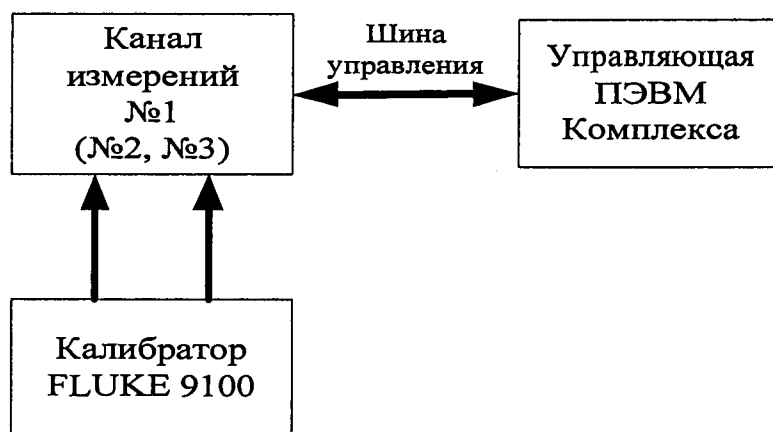 Канал
измерений
№1
(№2, №3)
Шина
управления
Управляющая
ПЭВМ
Комплекса
Калибратор
FLUKE 9100